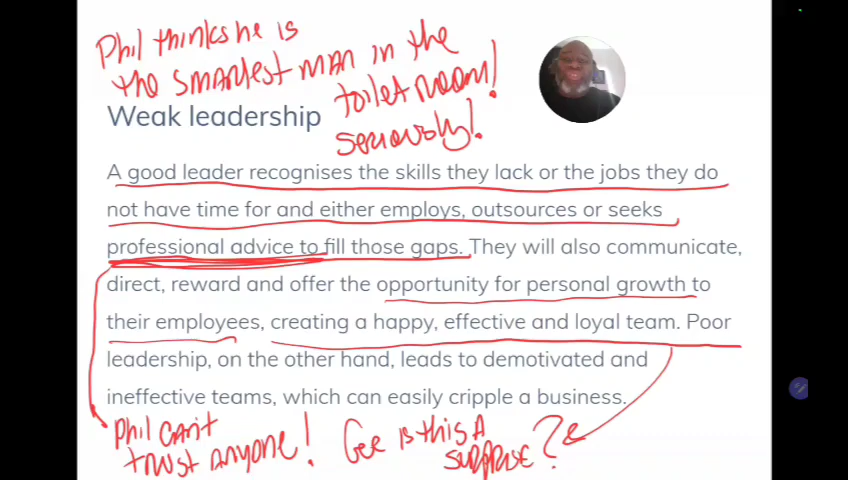 Phil thinks he is
the smartest man in the
toilet room!
seriously!
Weak leadership
A good leader recognises the skills they lack or the jobs they do
not have time for and either employs, outsources or seeks
professional advice to fill those gaps. They will also communicate,
direct, reward and offer the opportunity for personal growth to
their employees, creating a happy, effective and loyal team. Poor
leadership, on the other hand, leads to demotivated and
ineffective teams, which can easily cripple a business.
Phil can't
trust anyone!
Gee is this A
supprise?